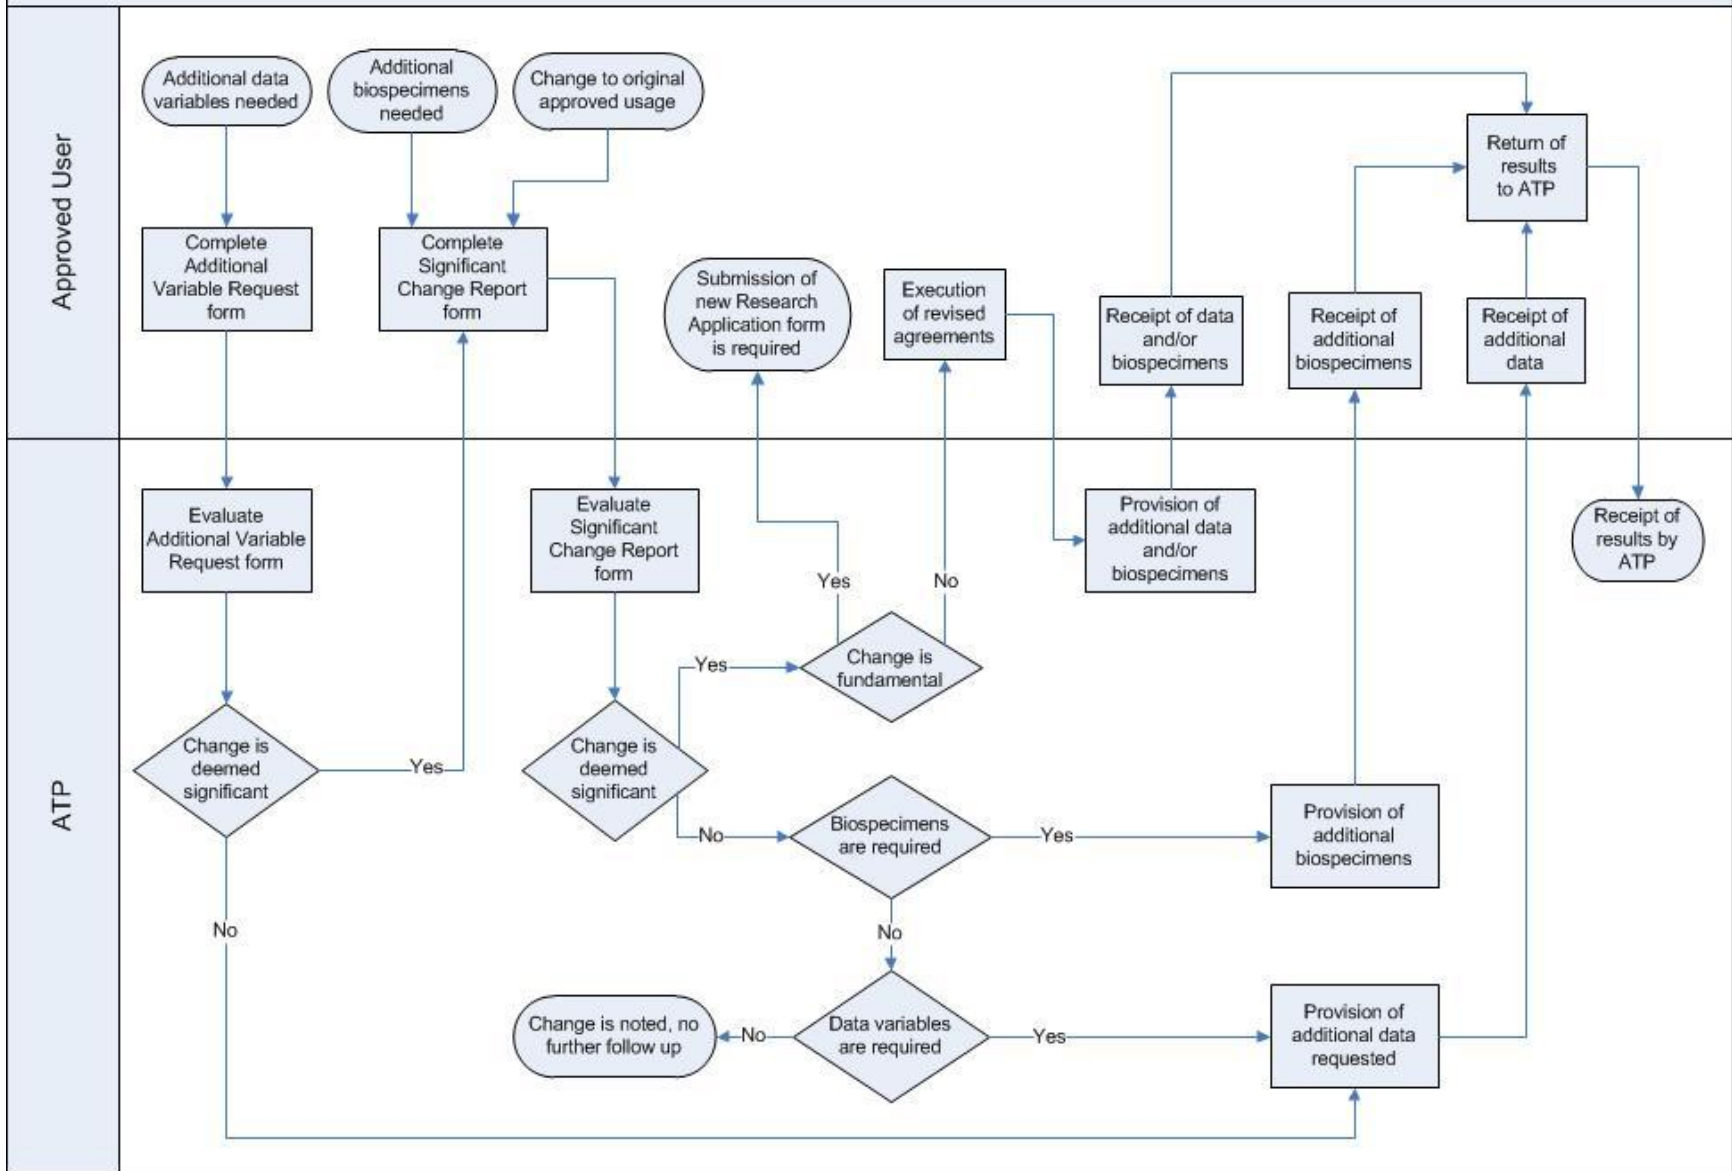 Approved User
Additional data
variables needed
Additional
biospecimens
needed
Change to original
approved usage
Complete
Additional
Variable Request
form
Complete
Significant
Change Report
form
Submission of
new Research
Application form
is required
Execution
of revised
agreements
Receipt of data
and/or
biospecimens
Receipt of
additional
biospecimens
Receipt of
additional
data
Return of
results
to ATP
ATP
Evaluate
Additional Variable
Request form
Evaluate
Significant
Change Report
form
Provision of
additional data
and/or
biospecimens
Receipt of
results by
ATP
Yes
No
Change is
fundamental
Yes
Change is
deemed
significant
Yes
Change is
deemed
significant
No
Biospecimens
are required
Yes
Provision of
additional
biospecimens
No
No
Change is noted, no
further follow up
No
Data variables
are required
Yes
Provision of
additional data
requested